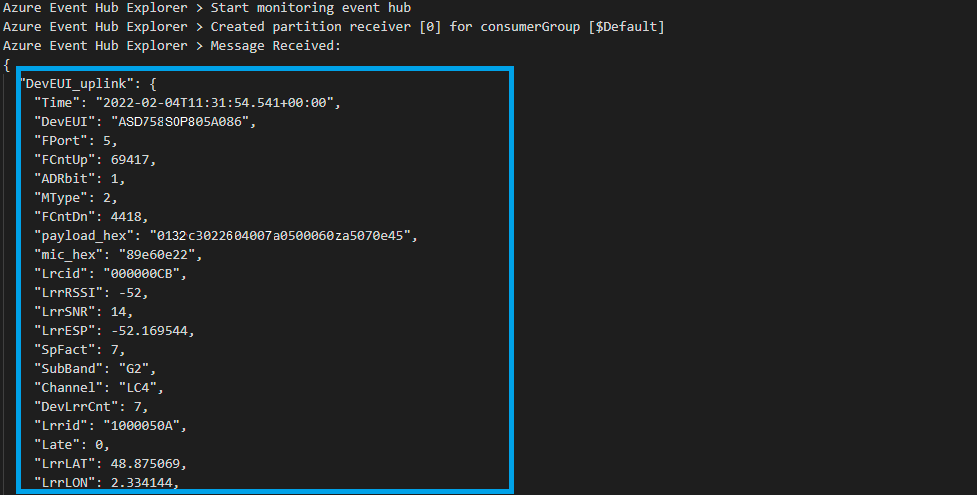 Azure Event Hub Explorer > Start monitoring event hub
Azure Event Hub Explorer > Created partition receiver [0] for consumerGroup [$Default]
Azure Event Hub Explorer > Message Received:
{
"DevEUI_uplink": {
"Time": "2022-02-04T11:31:54.541+00:00",
"DevEUI": "ASD758S0P805A086",
"FPort": 5,
"FCntUp": 69417,
"ADRbit": 1,
"MType": 2,
"FCntDn": 4418,
"payload_hex": "0132c3022604007a0500060za5070e45",
"mic_hex": "89e60e22",
"Lrcid": "000000CB",
"LrrRSSI": -52,
"LrrSNR": 14,
"LrrESP": -52.169544,
"SpFact": 7,
"SubBand": "G2",
"Channel": "LC4",
"DevLrrCnt": 7,
"Lrrid": "1000050A",
"Late": 0,
"LrrLAT": 48.875069,
"LrrLON": 2.334144,